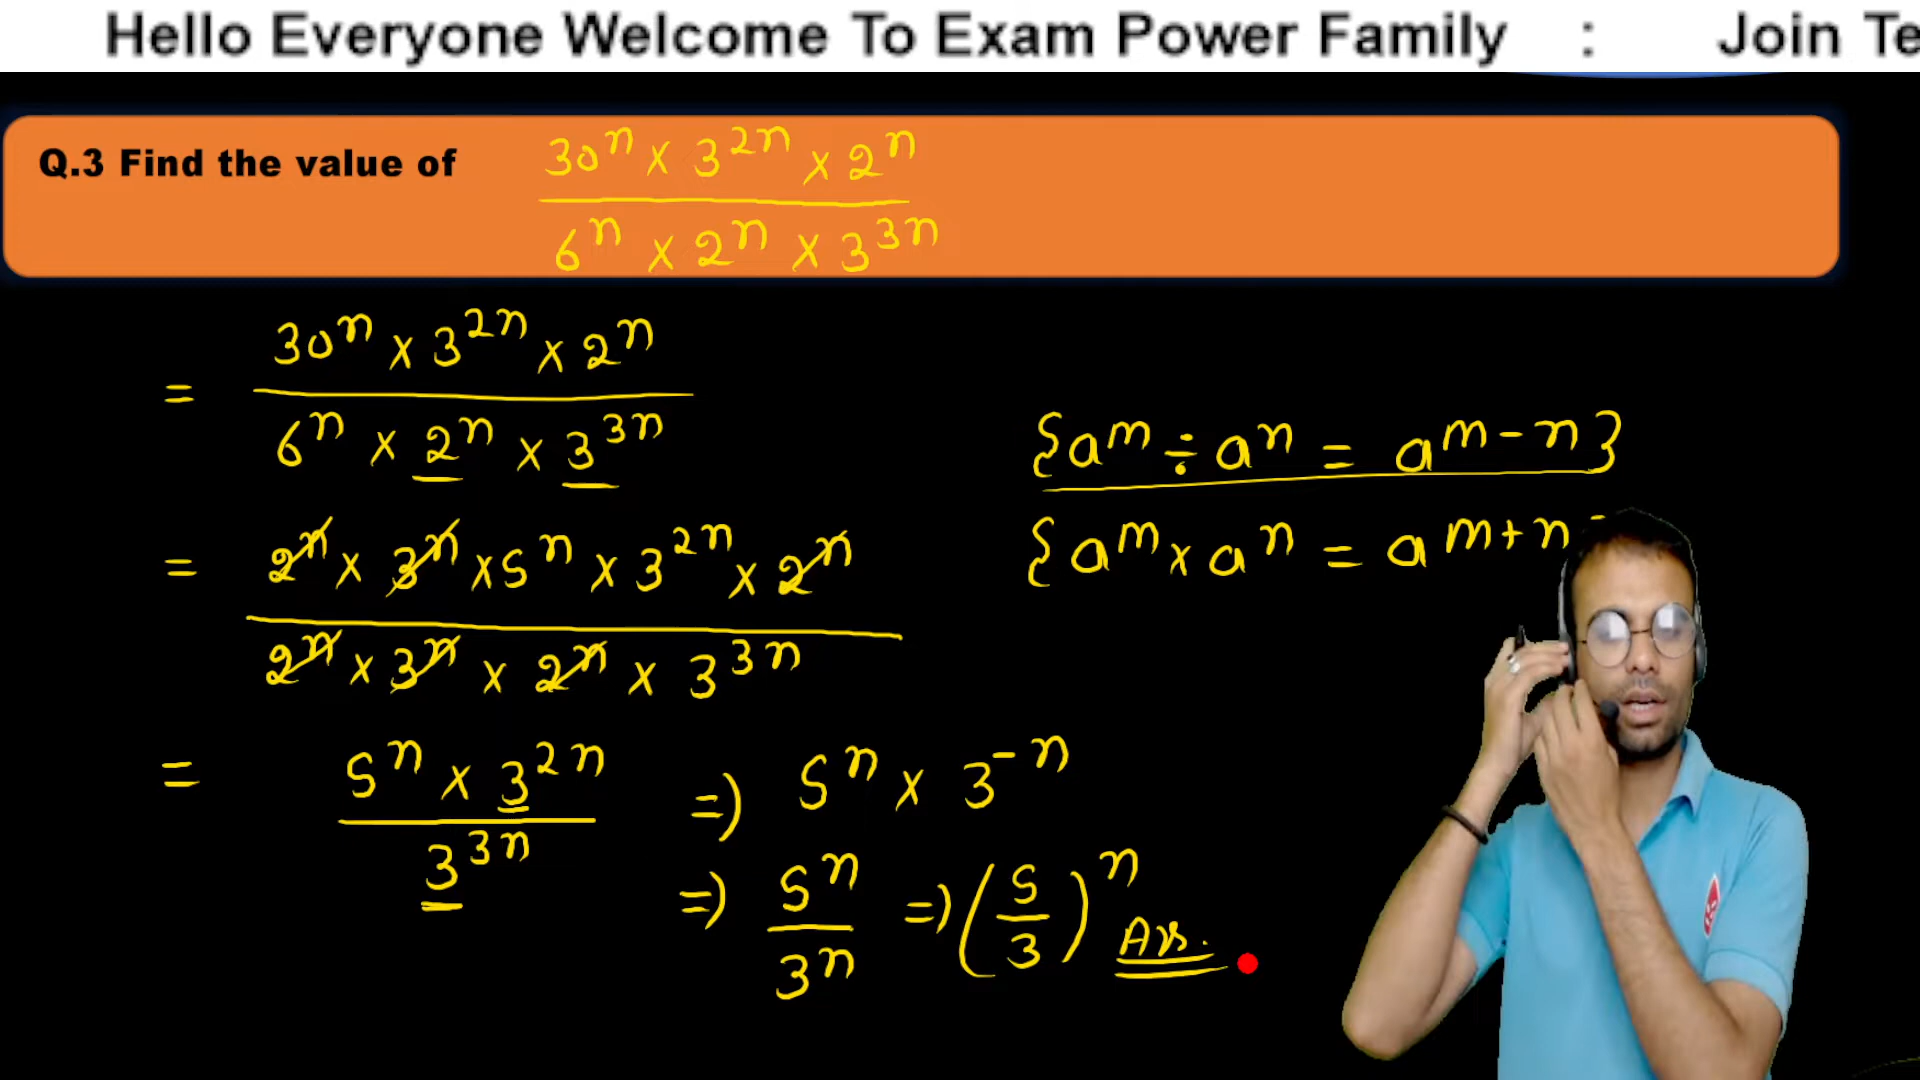 Hello Everyone Welcome To Exam Power Family : Join Te
Q.3 Find the value of (30ⁿ × 3²ⁿ × 2ⁿ) / (6ⁿ × 2ⁿ × 3³ⁿ)
= (30ⁿ × 3²ⁿ × 2ⁿ) / (6ⁿ × 2ⁿ × 3³ⁿ)
{aᵐ ÷ aⁿ = aᵐ⁻ⁿ}
= (2ⁿ × 3ⁿ × 5ⁿ × 3²ⁿ × 2ⁿ) / (2ⁿ × 3ⁿ × 2ⁿ × 3³ⁿ)
{aᵐ × aⁿ = aᵐ⁺ⁿ
= (5ⁿ × 3²ⁿ) / 3³ⁿ => 5ⁿ × 3⁻ⁿ
=> 5ⁿ / 3ⁿ => (5/3)ⁿ Ans.